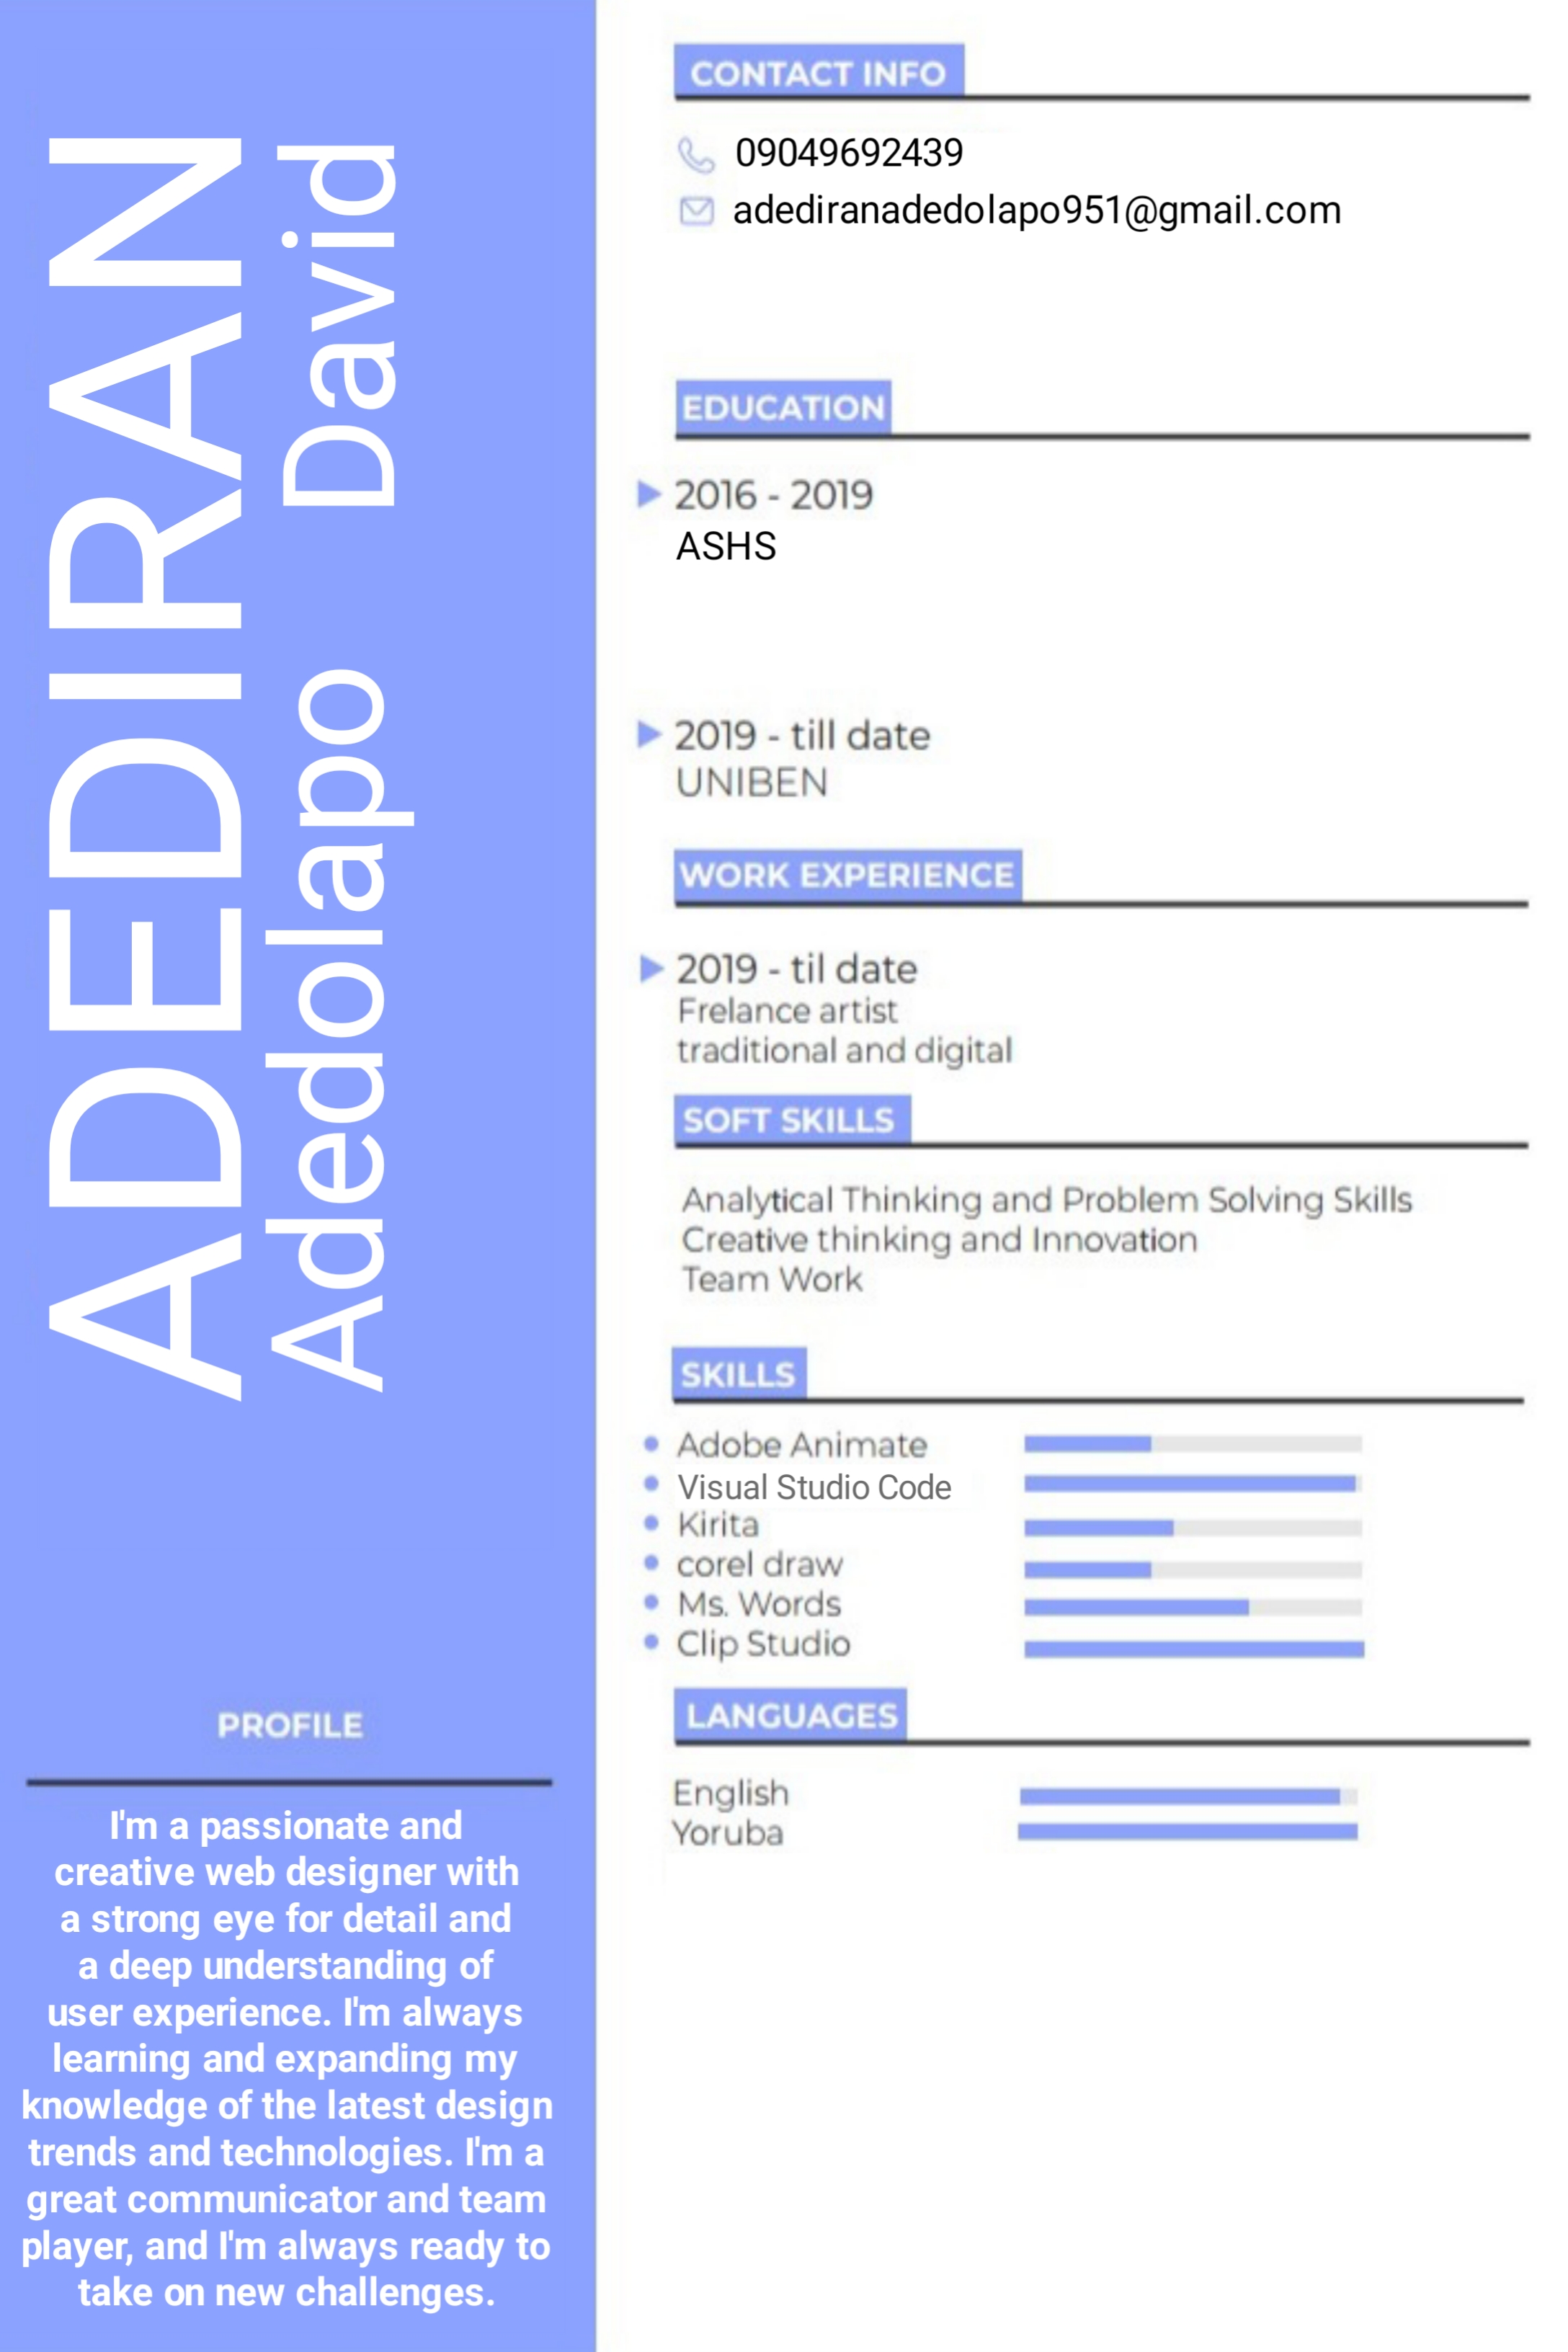 ADEDIRAN
Adedolapo David
PROFILE
I'm a passionate and
creative web designer with
a strong eye for detail and
a deep understanding of
user experience. I'm always
learning and expanding my
knowledge of the latest design
trends and technologies. I'm a
great communicator and team
player, and I'm always ready to
take on new challenges.
CONTACT INFO
09049692439
adediranadedolapo951@gmail.com
EDUCATION
2016 - 2019
ASHS
2019 - till date
UNIBEN
WORK EXPERIENCE
2019 - til date
Frelance artist
traditional and digital
SOFT SKILLS
Analytical Thinking and Problem Solving Skills
Creative thinking and Innovation
Team Work
SKILLS
Adobe Animate
Visual Studio Code
Kirita
corel draw
Ms. Words
Clip Studio
LANGUAGES
English
Yoruba